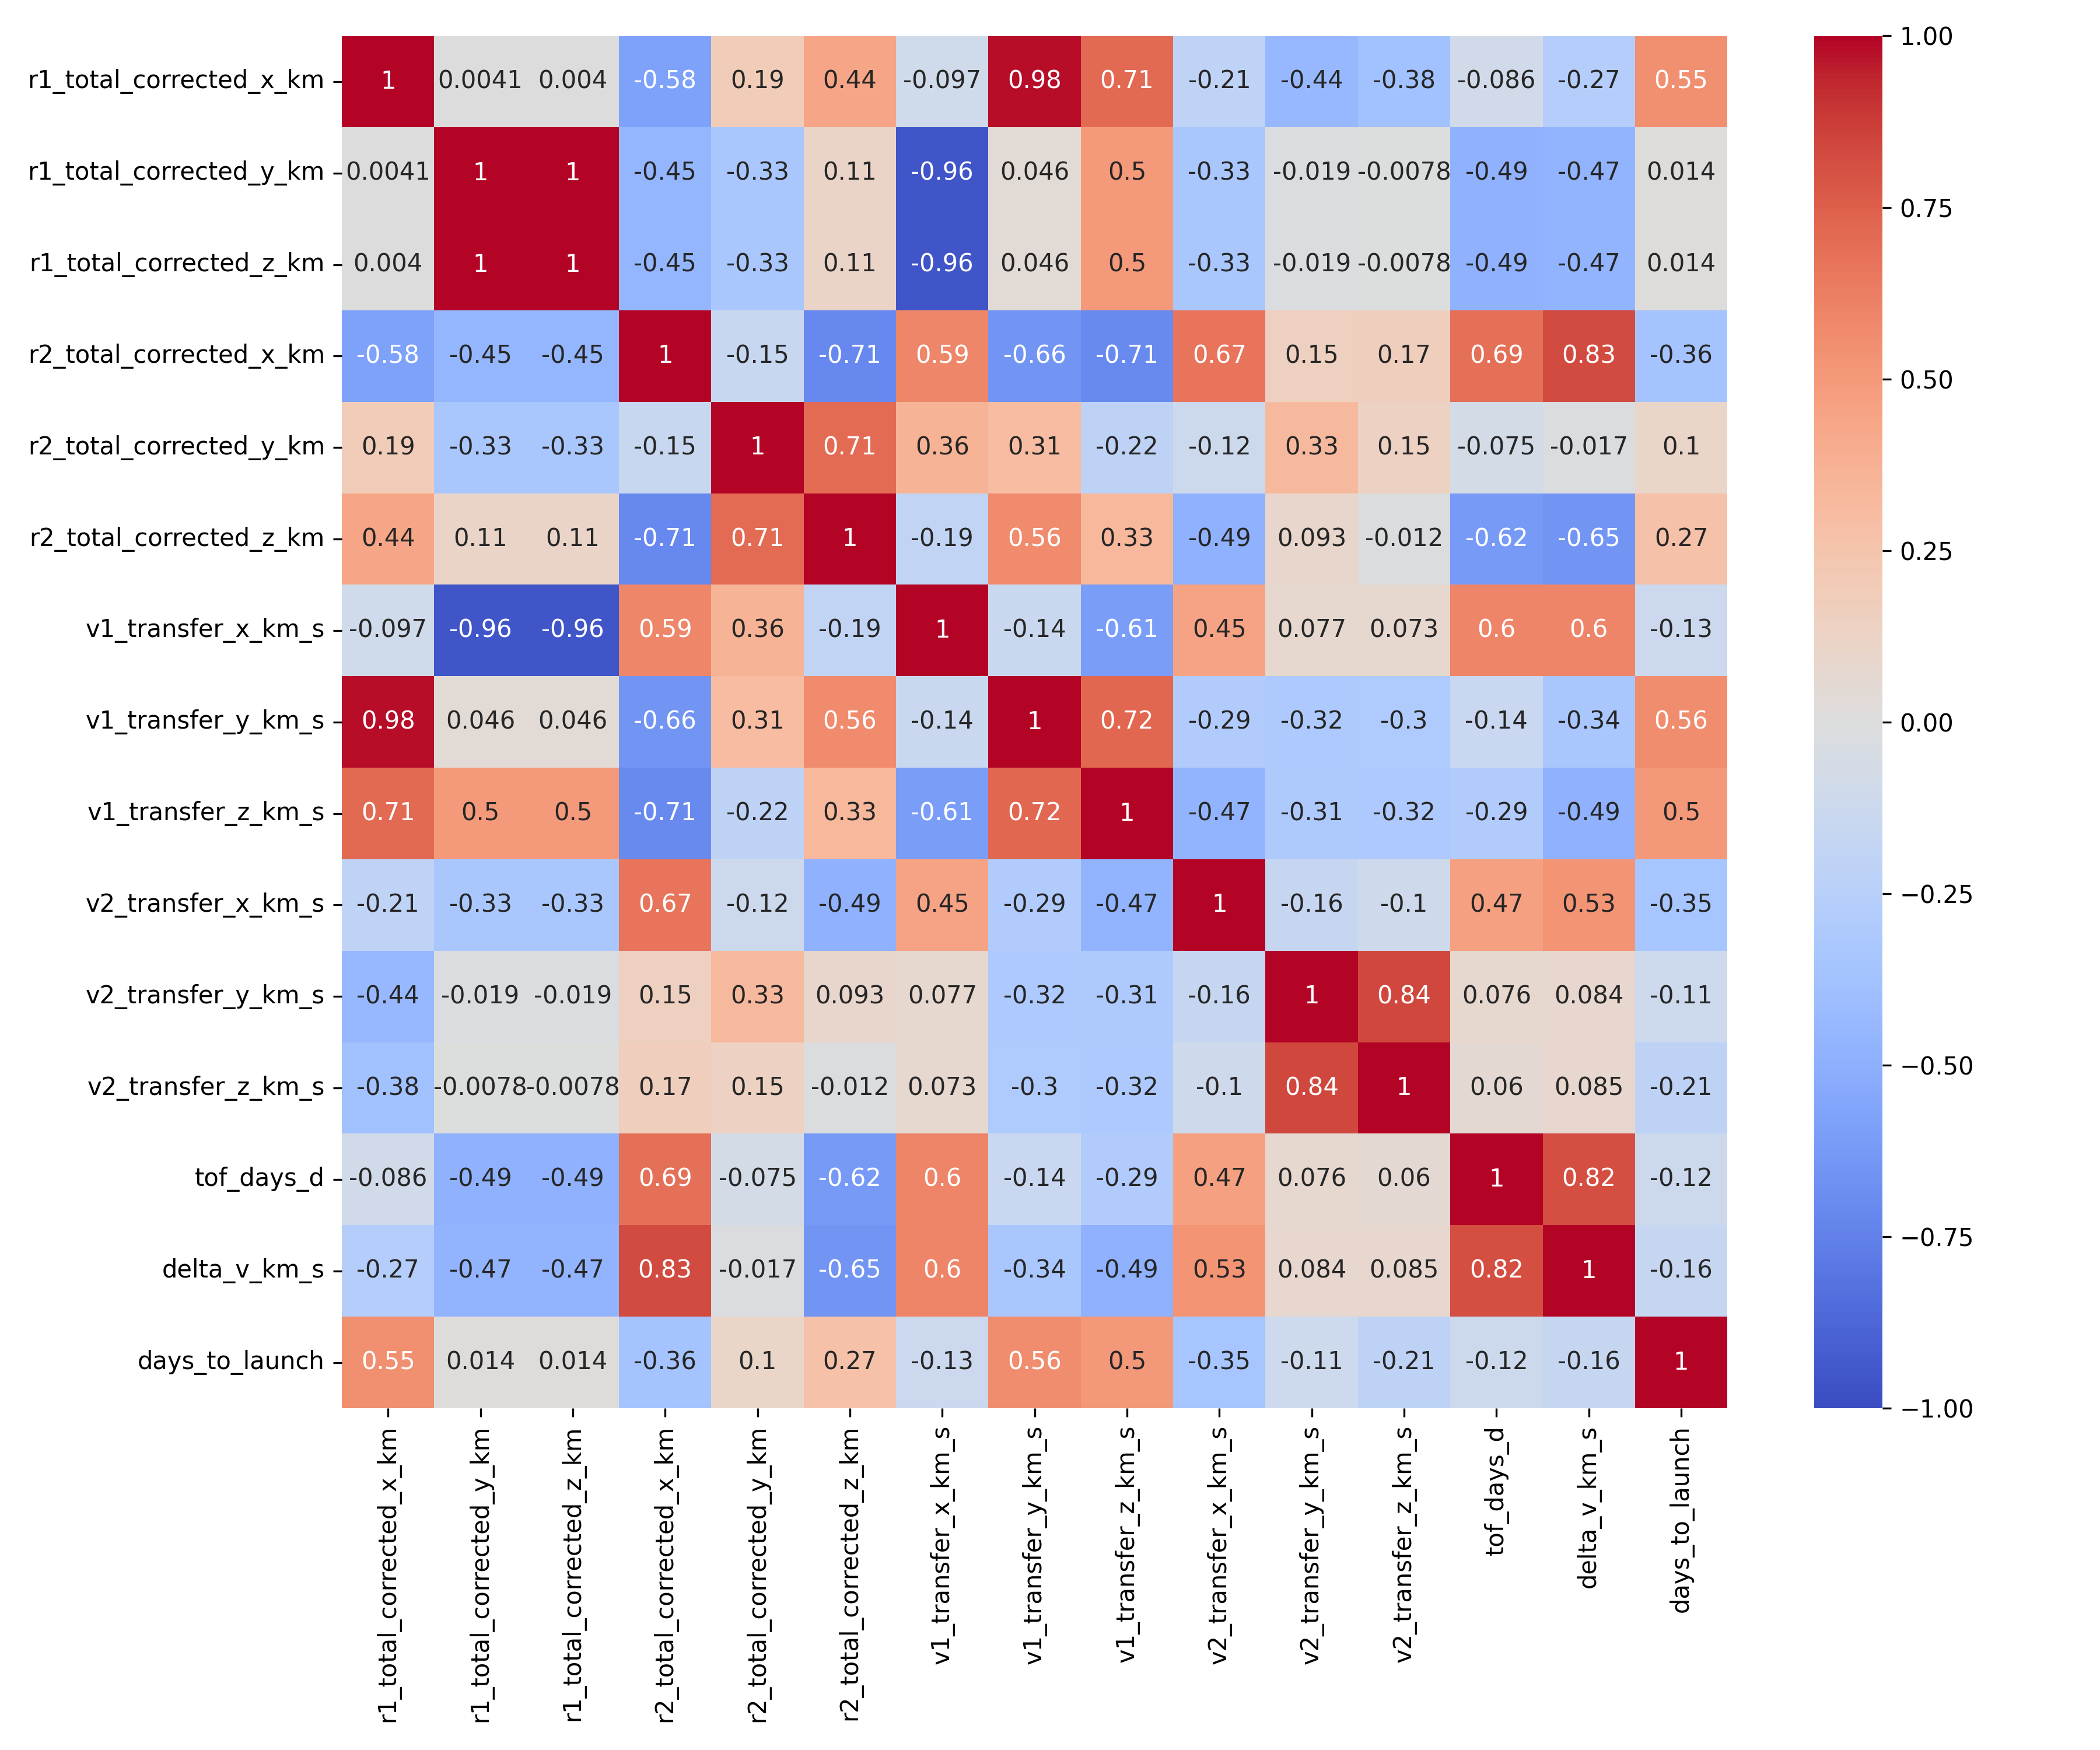 r1_total_corrected_x_km 1 0.0041 0.004 -0.58 0.19 0.44 -0.097 0.98 0.71 -0.21 -0.44 -0.38 -0.086 -0.27 0.55
r1_total_corrected_y_km 0.0041 1 1 -0.45 -0.33 0.11 -0.96 0.046 0.5 -0.33 -0.019 -0.0078 -0.49 -0.47 0.014
r1_total_corrected_z_km 0.004 1 1 -0.45 -0.33 0.11 -0.96 0.046 0.5 -0.33 -0.019 -0.0078 -0.49 -0.47 0.014
r2_total_corrected_x_km -0.58 -0.45 -0.45 1 -0.15 -0.71 0.59 -0.66 -0.71 0.67 0.15 0.17 0.69 0.83 -0.36
r2_total_corrected_y_km 0.19 -0.33 -0.33 -0.15 1 0.71 0.36 0.31 -0.22 -0.12 0.33 0.15 -0.075 -0.017 0.1
r2_total_corrected_z_km 0.44 0.11 0.11 -0.71 0.71 1 -0.19 0.56 0.33 -0.49 0.093 -0.012 -0.62 -0.65 0.27
v1_transfer_x_km_s -0.097 -0.96 -0.96 0.59 0.36 -0.19 1 -0.14 -0.61 0.45 0.077 0.073 0.6 0.6 -0.13
v1_transfer_y_km_s 0.98 0.046 0.046 -0.66 0.31 0.56 -0.14 1 0.72 -0.29 -0.32 -0.3 -0.14 -0.34 0.56
v1_transfer_z_km_s 0.71 0.5 0.5 -0.71 -0.22 0.33 -0.61 0.72 1 -0.47 -0.31 -0.32 -0.29 -0.49 0.5
v2_transfer_x_km_s -0.21 -0.33 -0.33 0.67 -0.12 -0.49 0.45 -0.29 -0.47 1 -0.16 -0.1 0.47 0.53 -0.35
v2_transfer_y_km_s -0.44 -0.019 -0.019 0.15 0.33 0.093 0.077 -0.32 -0.31 -0.16 1 0.84 0.076 0.084 -0.11
v2_transfer_z_km_s -0.38 -0.0078 -0.0078 0.17 0.15 -0.012 0.073 -0.3 -0.32 -0.1 0.84 1 0.06 0.085 -0.21
tof_days_d -0.086 -0.49 -0.49 0.69 -0.075 -0.62 0.6 -0.14 -0.29 0.47 0.076 0.06 1 0.82 -0.12
delta_v_km_s -0.27 -0.47 -0.47 0.83 -0.017 -0.65 0.6 -0.34 -0.49 0.53 0.084 0.085 0.82 1 -0.16
days_to_launch 0.55 0.014 0.014 -0.36 0.1 0.27 -0.13 0.56 0.5 -0.35 -0.11 -0.21 -0.12 -0.16 1
r1_total_corrected_x_km
r1_total_corrected_y_km
r1_total_corrected_z_km
r2_total_corrected_x_km
r2_total_corrected_y_km
r2_total_corrected_z_km
v1_transfer_x_km_s
v1_transfer_y_km_s
v1_transfer_z_km_s
v2_transfer_x_km_s
v2_transfer_y_km_s
v2_transfer_z_km_s
tof_days_d
delta_v_km_s
days_to_launch
1.00
0.75
0.50
0.25
0.00
−0.25
−0.50
−0.75
−1.00